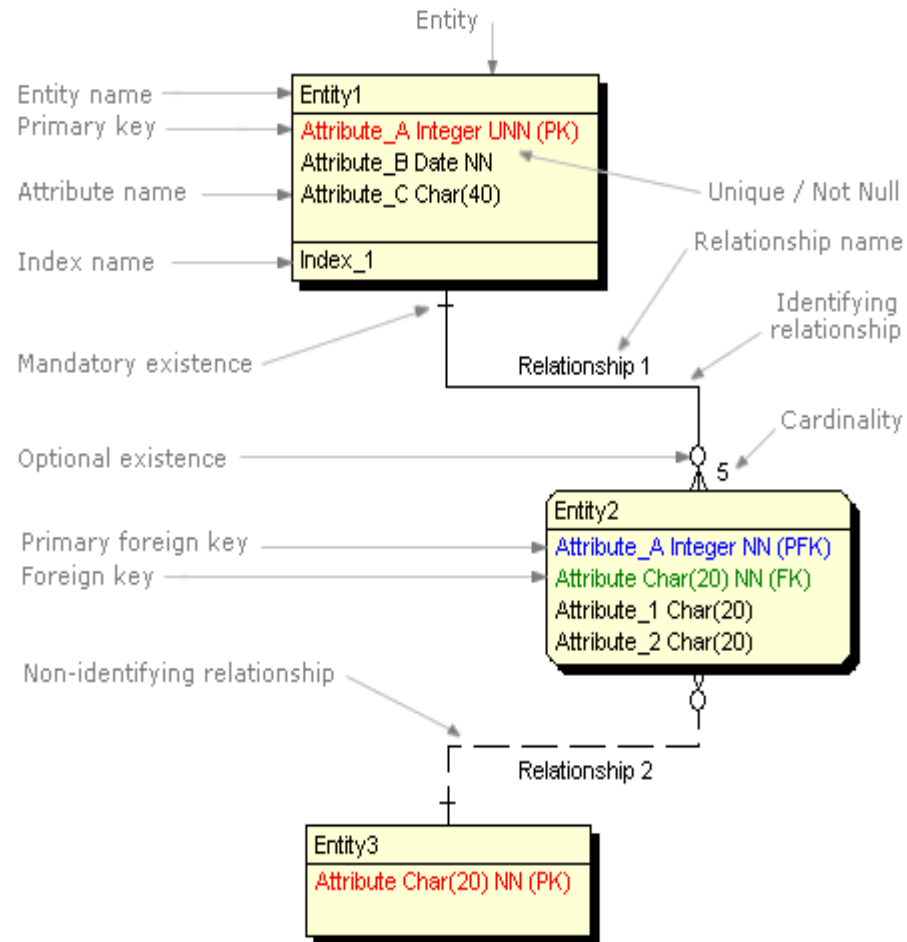 Entity
Entity name
Entity1
Primary key
Attribute_A Integer UNN (PK)
Attribute_B Date NN
Attribute name
Attribute_C Char(40)
Unique / Not Null
Relationship name
Index name
Index_1
Identifying
relationship
Mandatory existence
Relationship 1
Cardinality
Optional existence
5
Entity2
Primary foreign key
Attribute_A Integer NN (PFK)
Foreign key
Attribute Char(20) NN (FK)
Attribute_1 Char(20)
Attribute_2 Char(20)
Non-identifying relationship
Relationship 2
Entity3
Attribute Char(20) NN (PK)